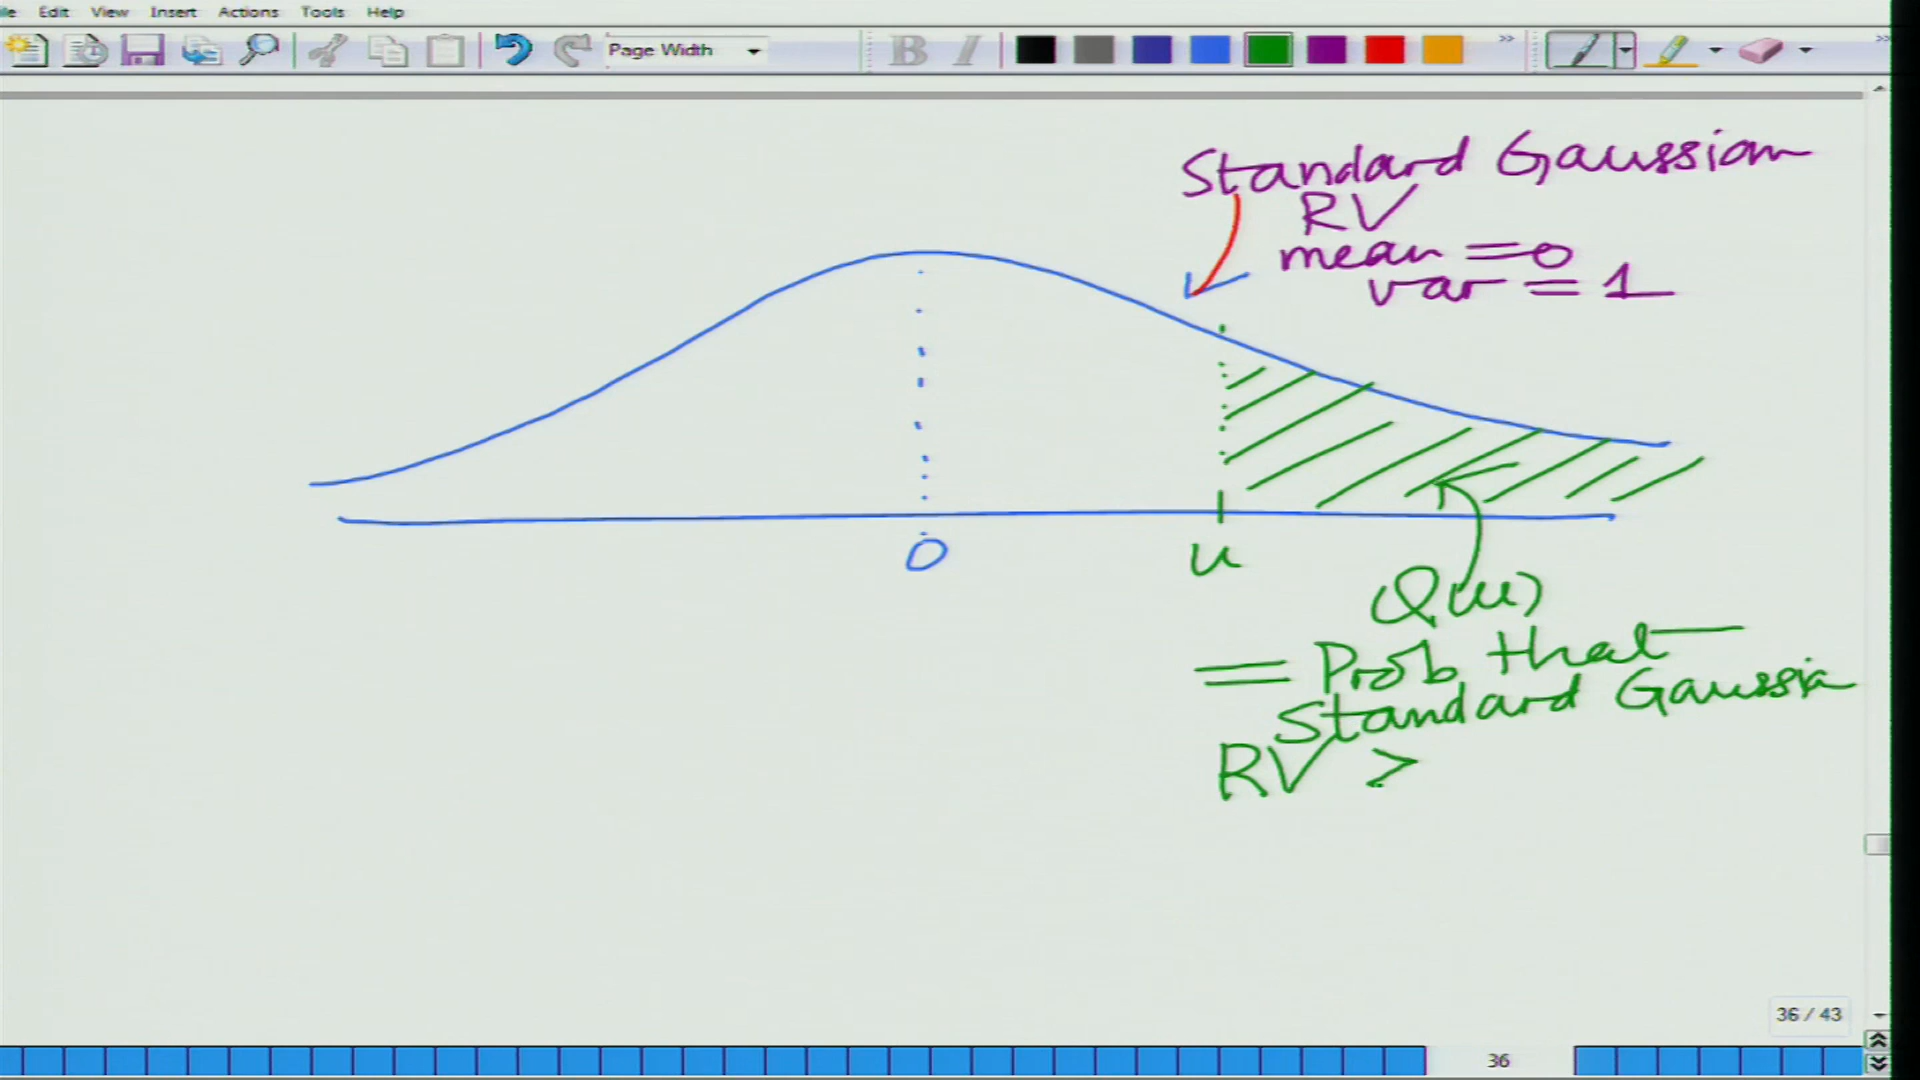 Edit View Insert Actions Tools Help
Page Width
B I
Standard Gaussian
RV
mean = 0
var = 1
0
u
Q(u)
= Prob that
Standard Gaussia
RV >
36 / 43
36